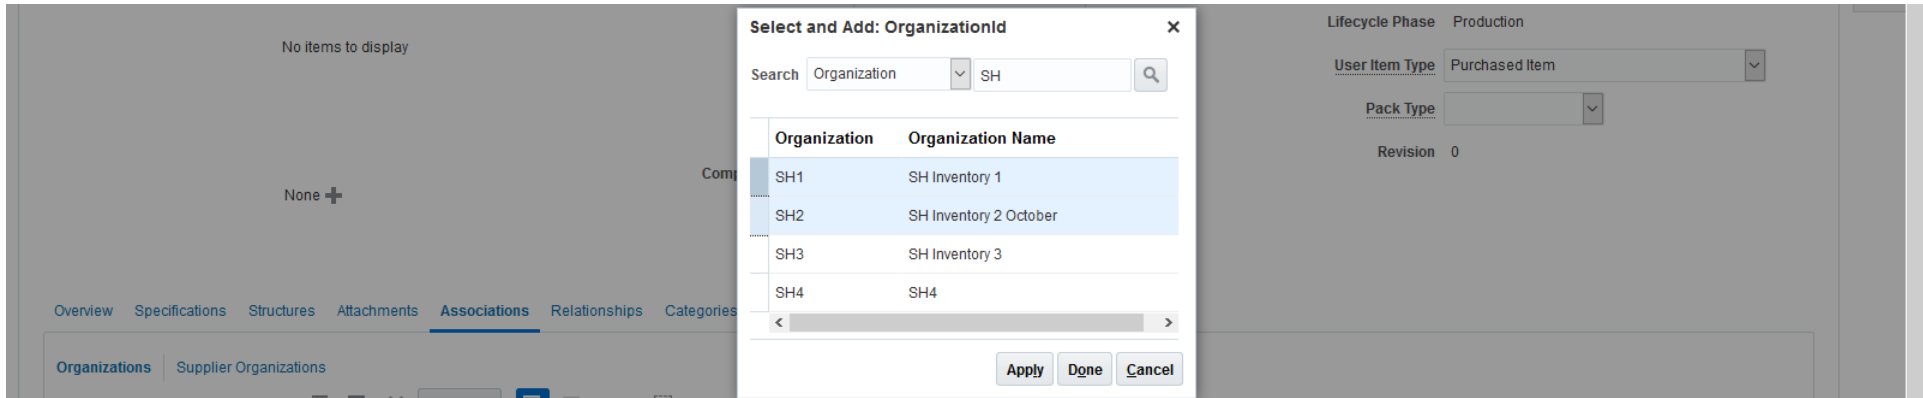 No items to display
None
Comp
Select and Add: OrganizationId
Search Organization SH
Organization Organization Name
SH1 SH Inventory 1
SH2 SH Inventory 2 October
SH3 SH Inventory 3
SH4 SH4
Apply Done Cancel
Lifecycle Phase Production
User Item Type Purchased Item
Pack Type
Revision 0
Overview Specifications Structures Attachments Associations Relationships Categories
Organizations Supplier Organizations